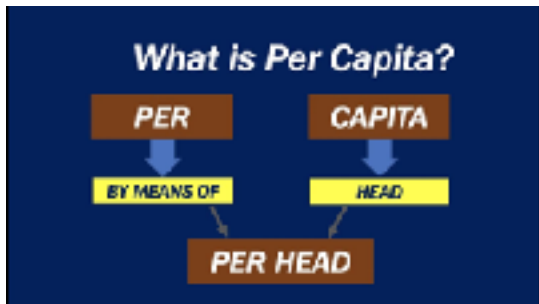 What is Per Capita?
PER CAPITA
BY MEANS OF HEAD
PER HEAD